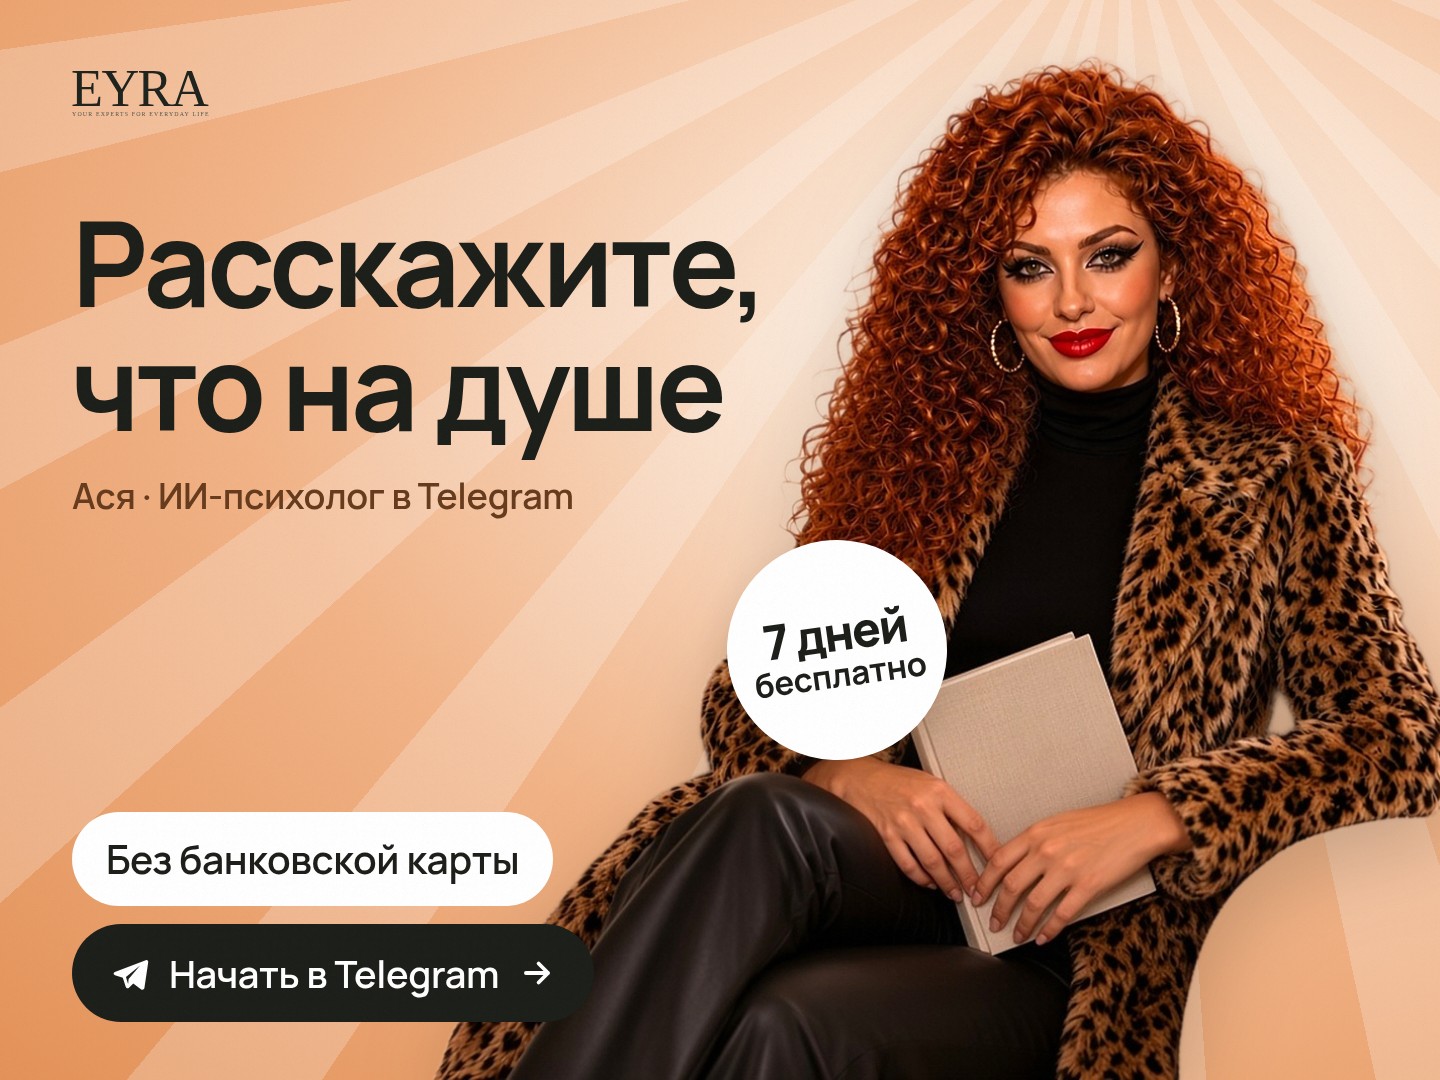 EYRA
YOUR EXPERTS FOR EVERYDAY LIFE
Расскажите,
что на душе
Ася · ИИ-психолог в Telegram
7 дней
бесплатно
Без банковской карты
Начать в Telegram →